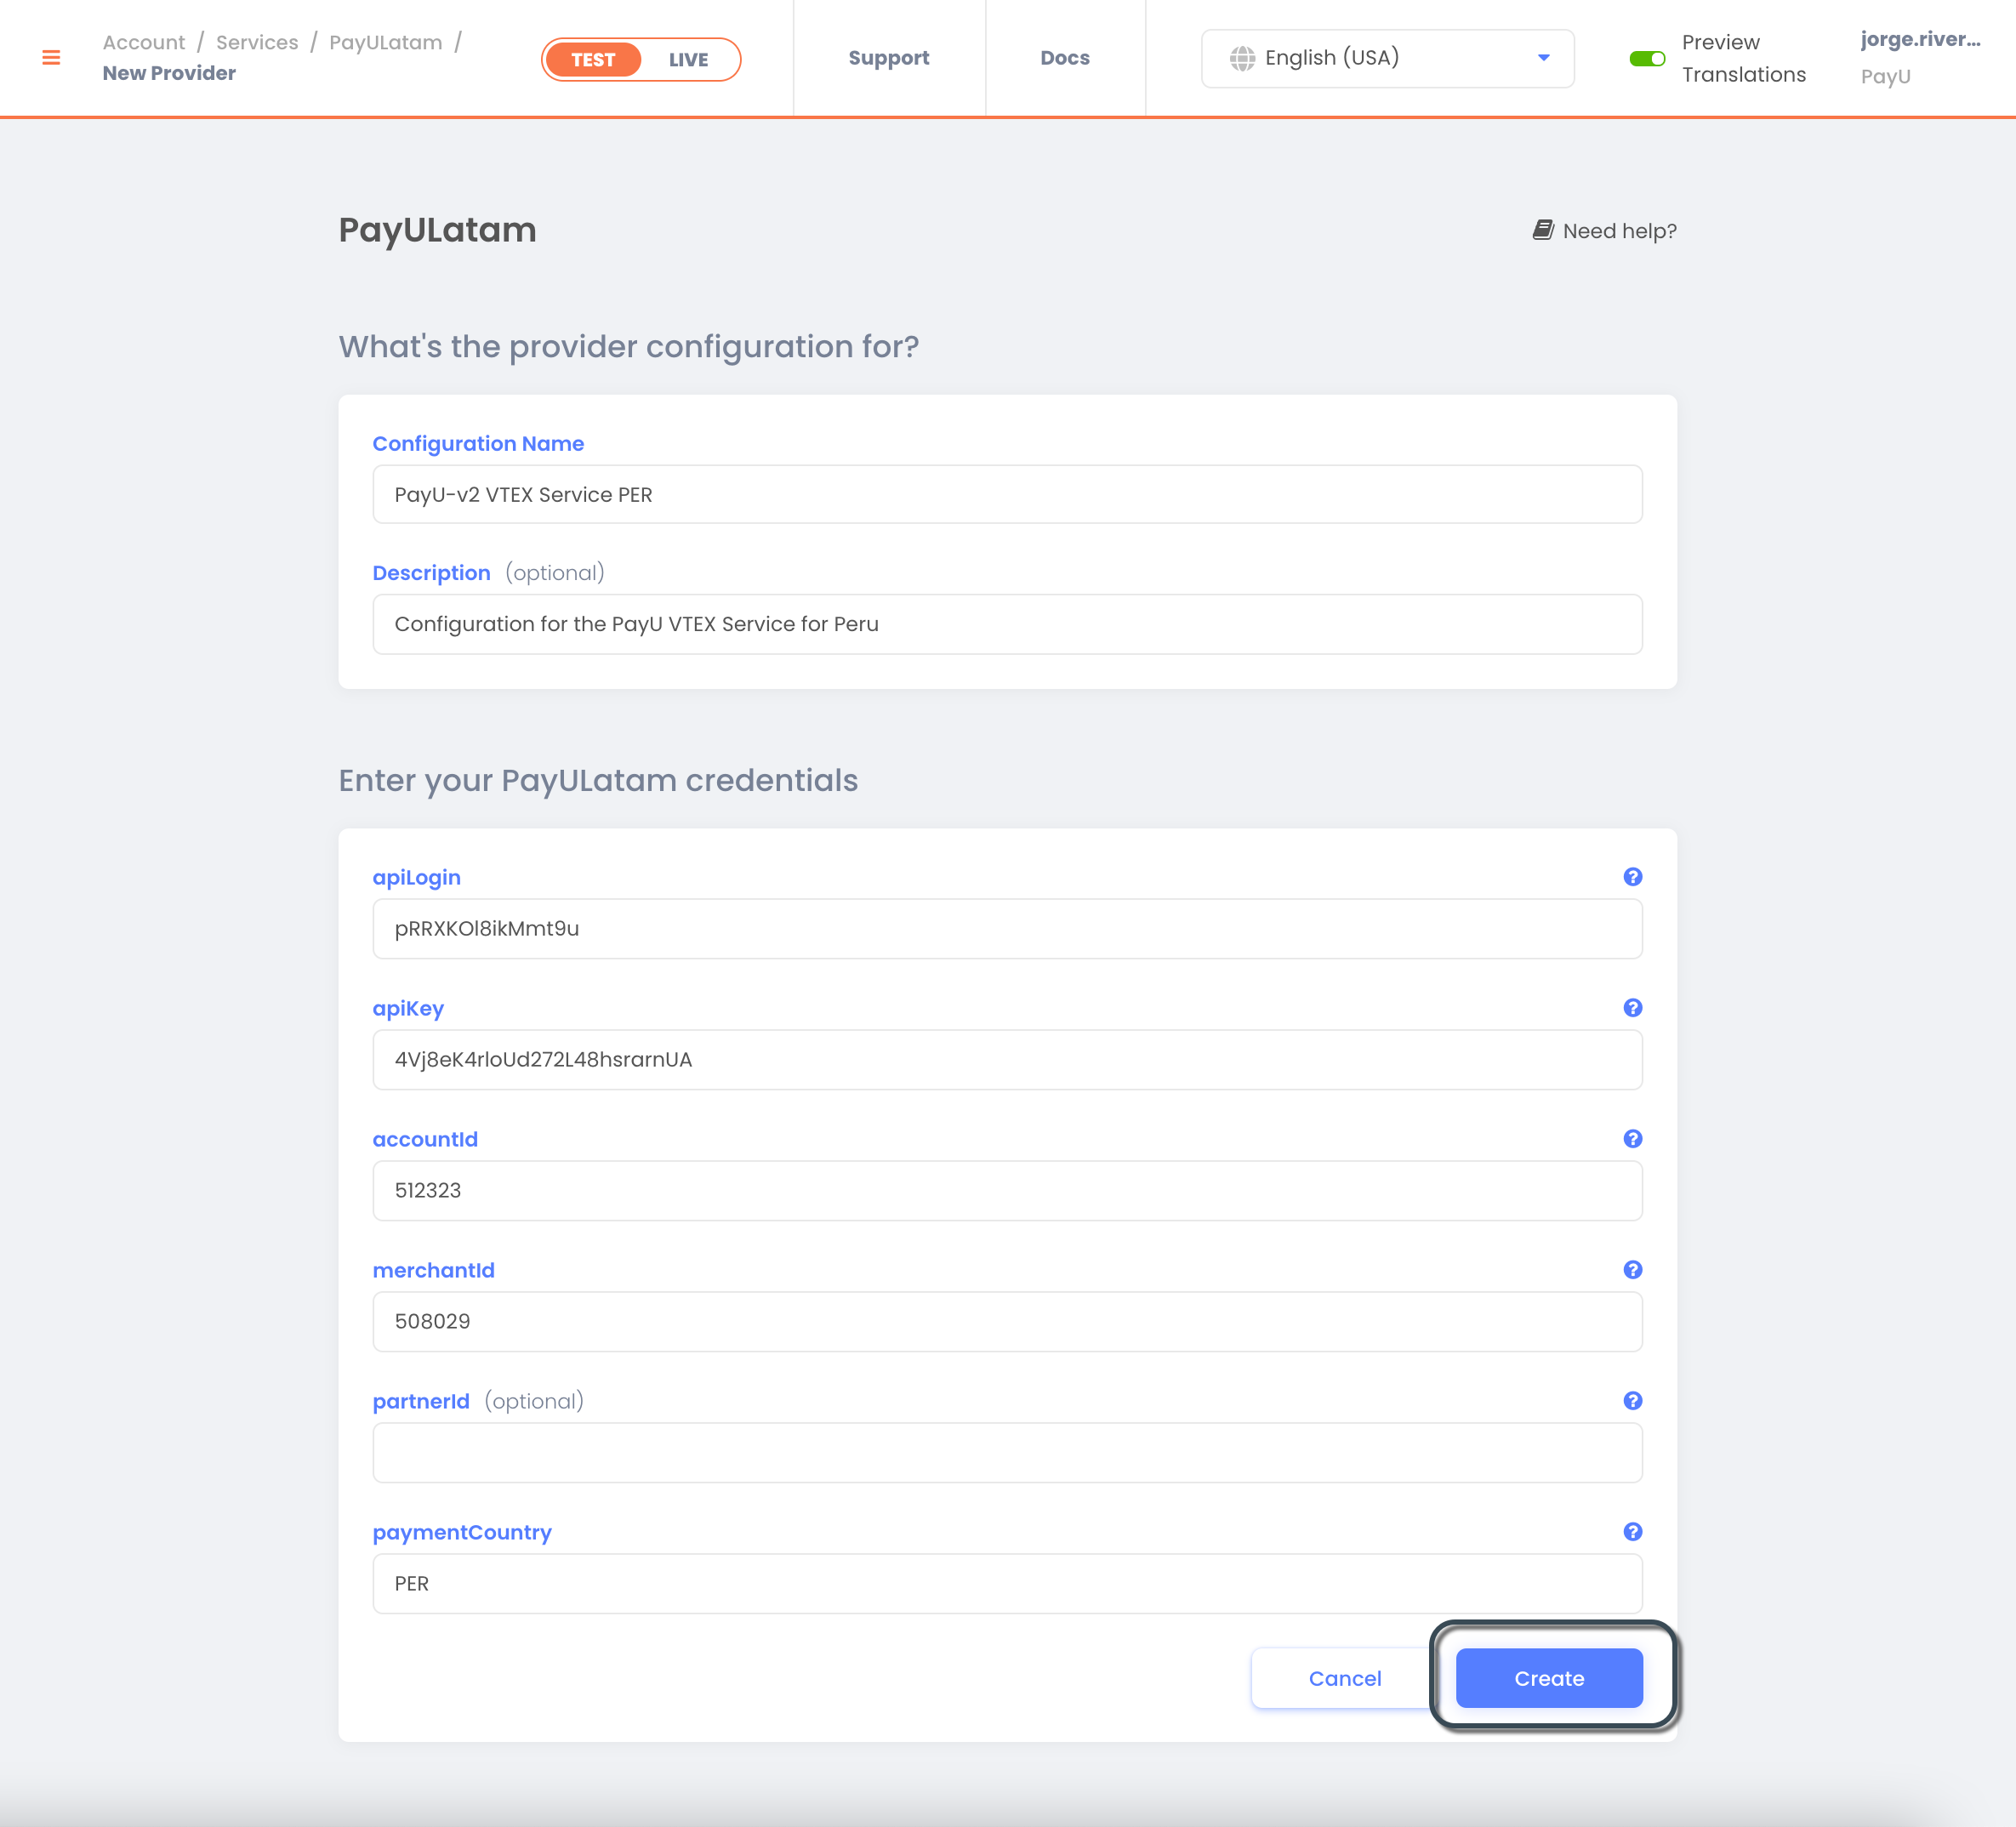 Account / Services / PayULatam /
New Provider
TEST LIVE
Support
Docs
English (USA)
Preview
Translations
jorge.river...
PayU
PayULatam
Need help?
What's the provider configuration for?
Configuration Name
PayU-v2 VTEX Service PER
Description (optional)
Configuration for the PayU VTEX Service for Peru
Enter your PayULatam credentials
apiLogin
pRRXKOl8ikMmt9u
apiKey
4Vj8eK4rloUd272L48hsrarnUA
accountId
512323
merchantId
508029
partnerId (optional)
paymentCountry
PER
Cancel
Create